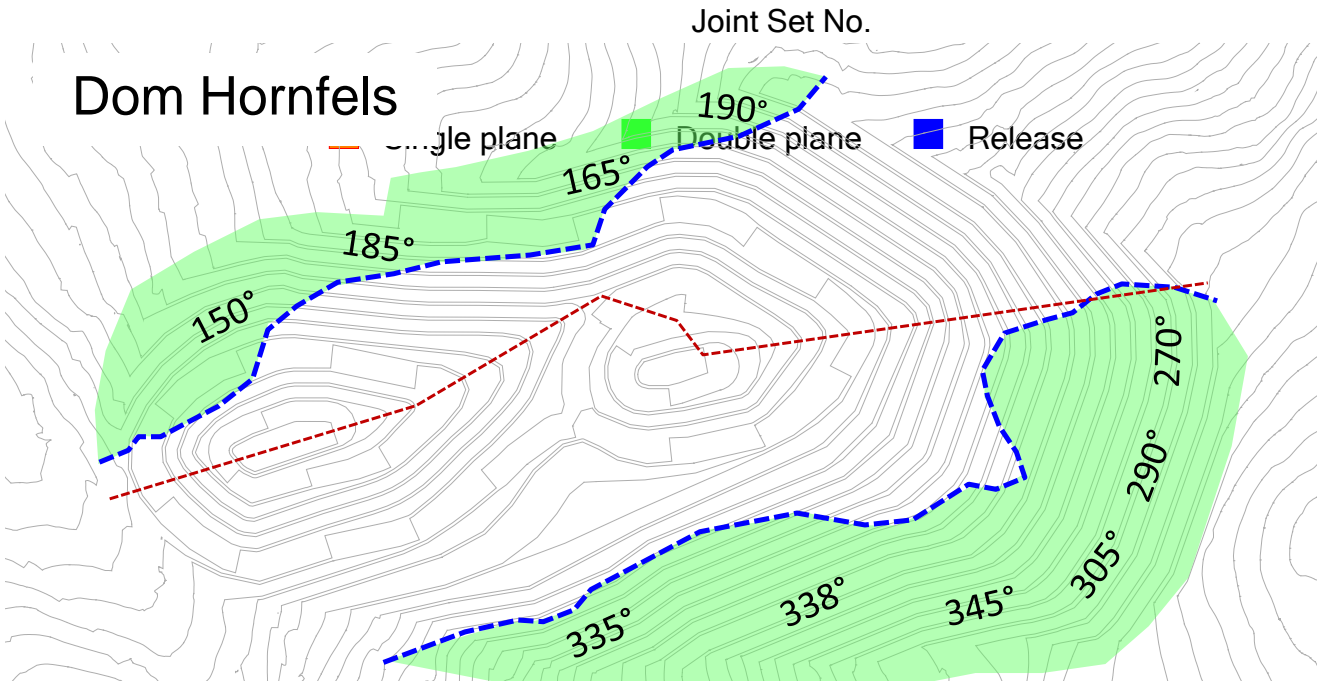 Joint Set No.
Dom Hornfels
Single plane
Double plane
Release
190°
165°
185°
150°
270°
290°
305°
345°
338°
335°